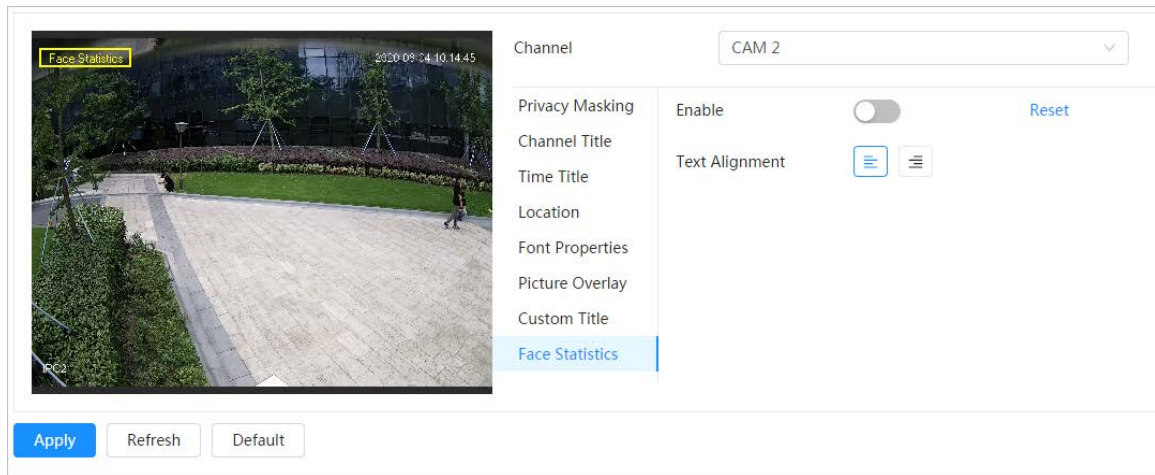 Face Statistics
2020-08-04 10:14:45
IPC2
Channel
CAM 2
Privacy Masking
Channel Title
Time Title
Location
Font Properties
Picture Overlay
Custom Title
Face Statistics
Enable
Reset
Text Alignment
Apply
Refresh
Default